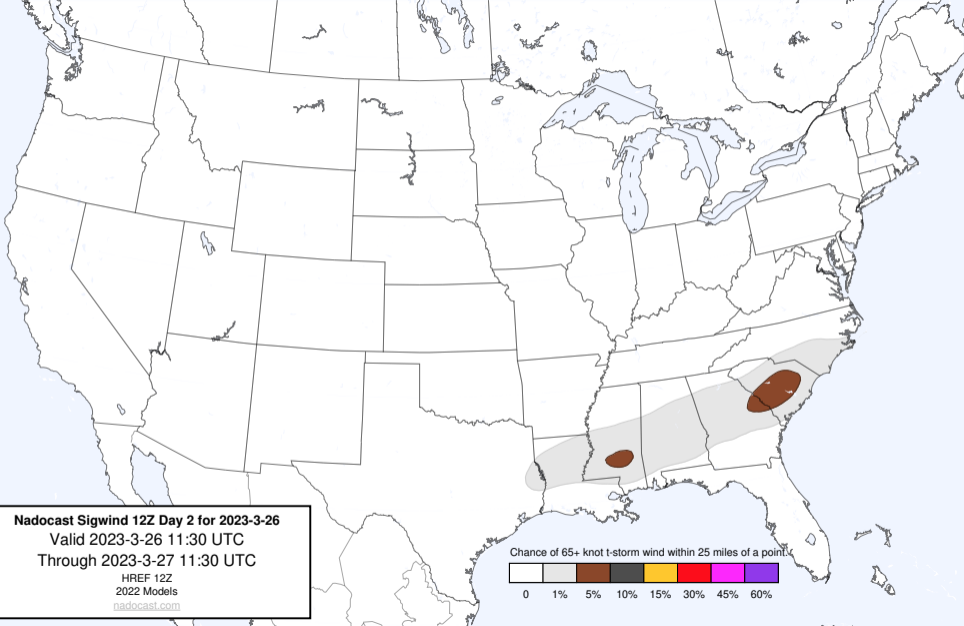 Nadocast Sigwind 12Z Day 2 for 2023-3-26
Valid 2023-3-26 11:30 UTC
Through 2023-3-27 11:30 UTC
HREF 12Z
2022 Models
nadocast.com
Chance of 65+ knot t-storm wind within 25 miles of a point.
0 1% 5% 10% 15% 30% 45% 60%